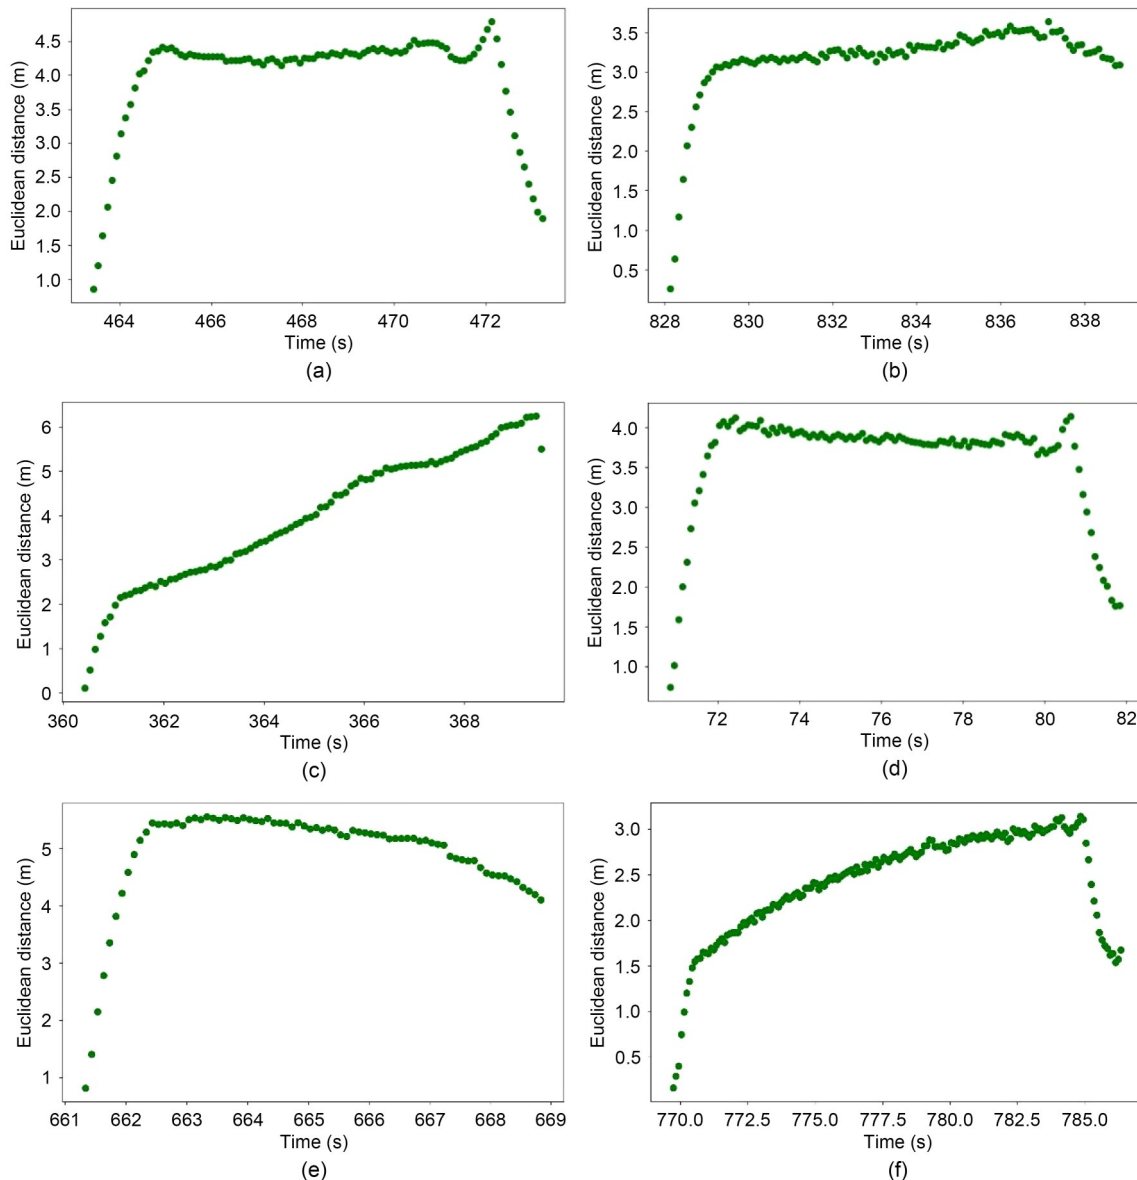 4.5
4.0
3.5
3.0
2.5
2.0
1.5
1.0
Euclidean distance (m)
464 466 468 470 472
Time (s)
(a)
3.5
3.0
2.5
2.0
1.5
1.0
0.5
Euclidean distance (m)
828 830 832 834 836 838
Time (s)
(b)
6
5
4
3
2
1
0
Euclidean distance (m)
360 362 364 366 368
Time (s)
(c)
4.0
3.5
3.0
2.5
2.0
1.5
1.0
Euclidean distance (m)
72 74 76 78 80 82
Time (s)
(d)
5
4
3
2
1
Euclidean distance (m)
661 662 663 664 665 666 667 668 669
Time (s)
(e)
3.0
2.5
2.0
1.5
1.0
0.5
Euclidean distance (m)
770.0 772.5 775.0 777.5 780.0 782.5 785.0
Time (s)
(f)